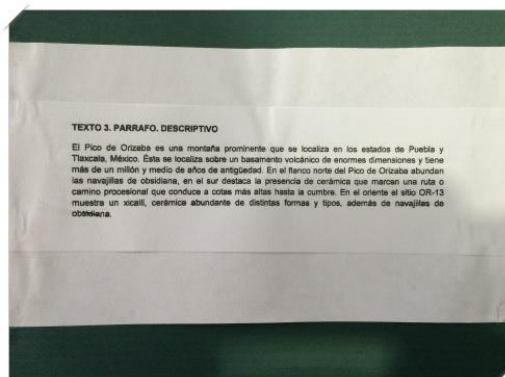 TEXTO 3. PARRAFO. DESCRIPTIVO
El Pico de Orizaba es una montaña prominente que se localiza en los estados de Puebla y
Tlaxcala, México. Ésta se localiza sobre un basamento volcánico de enormes dimensiones y tiene
más de un millón y medio de años de antigüedad. En el flanco norte del Pico de Orizaba abundan
las navajillas de obsidiana, en el sur destaca la presencia de cerámica que marcan una ruta o
camino procesional que conduce a cotas más altas hasta la cumbre. En el oriente el sitio OR-13
muestra un xicalli, cerámica abundante de distintas formas y tipos, además de navajillas de
obsidiana.